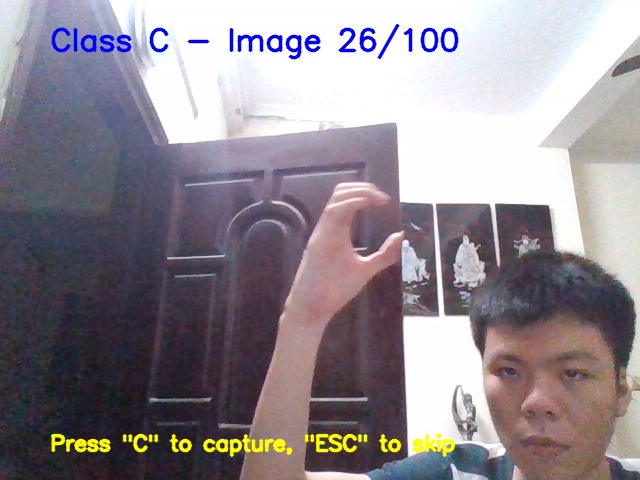 Class C - Image 26/100
Press "C" to capture, "ESC" to skip